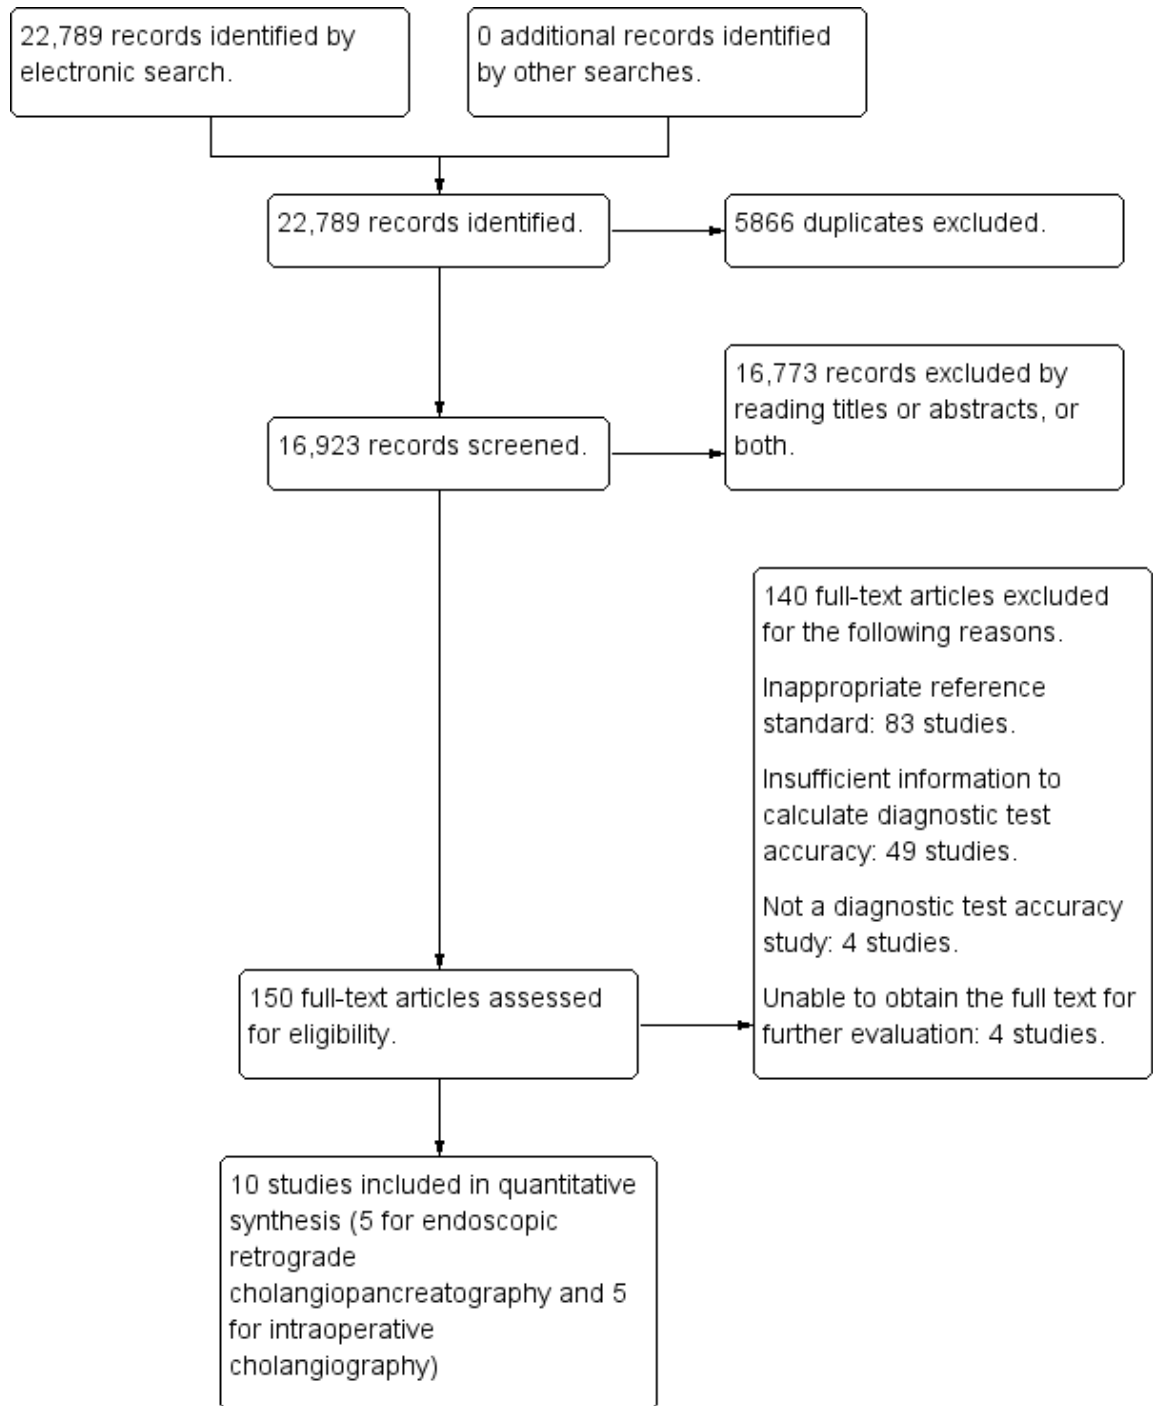 22,789 records identified by
electronic search.
0 additional records identified
by other searches.
22,789 records identified.
5866 duplicates excluded.
16,923 records screened.
16,773 records excluded by
reading titles or abstracts, or
both.
150 full-text articles assessed
for eligibility.
140 full-text articles excluded
for the following reasons.
Inappropriate reference
standard: 83 studies.
Insufficient information to
calculate diagnostic test
accuracy: 49 studies.
Not a diagnostic test accuracy
study: 4 studies.
Unable to obtain the full text for
further evaluation: 4 studies.
10 studies included in quantitative
synthesis (5 for endoscopic
retrograde
cholangiopancreatography and 5
for intraoperative
cholangiography)